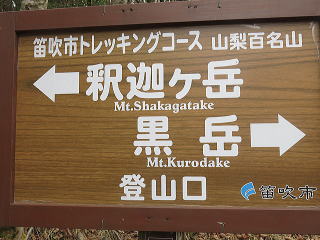 笛吹市トレッキングコース 山梨百名山
釈迦ヶ岳
Mt.Shakagatake
黒岳
Mt.Kurodake
登山口
笛吹市